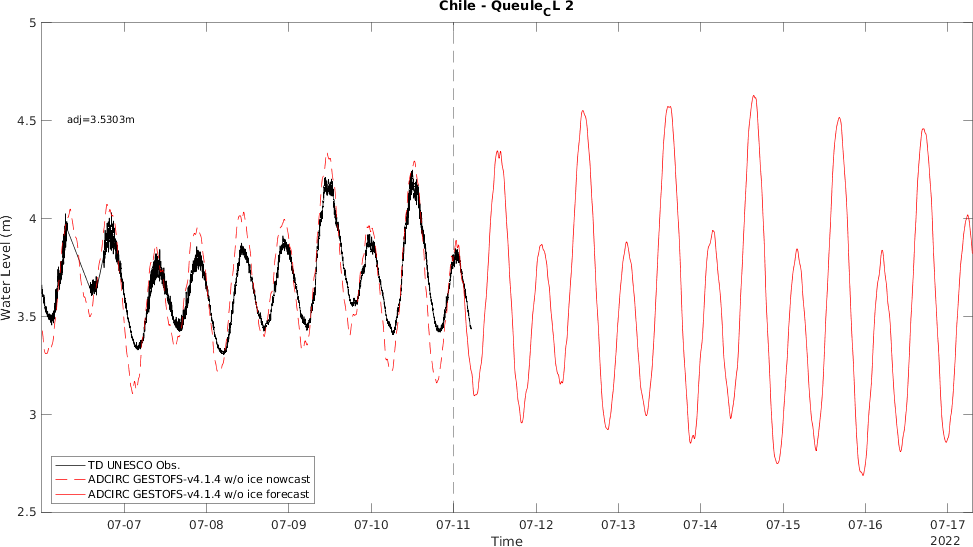 Chile - Queule_CL 2
5
4.5
4
3.5
3
2.5
Water Level (m)
adj=3.5303m
TD UNESCO Obs.
ADCIRC GESTOFS-v4.1.4 w/o ice nowcast
ADCIRC GESTOFS-v4.1.4 w/o ice forecast
07-07 07-08 07-09 07-10 07-11 07-12 07-13 07-14 07-15 07-16 07-17
Time 2022